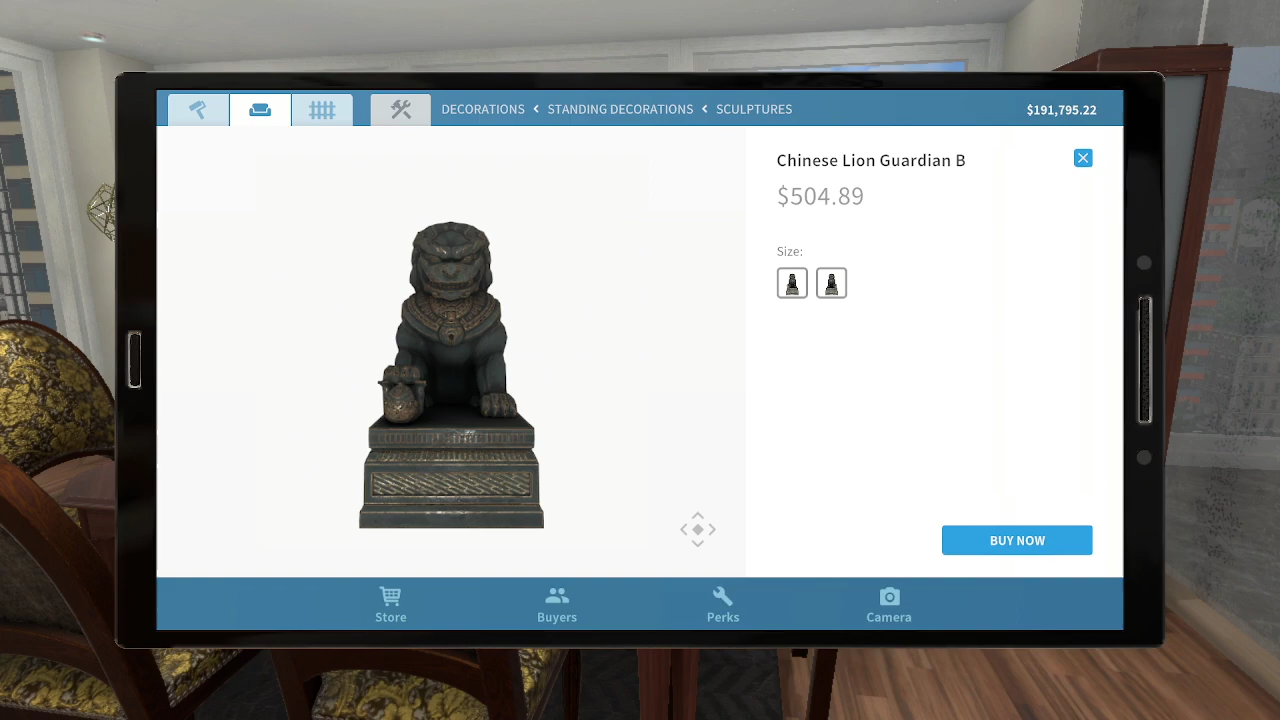 DECORATIONS < STANDING DECORATIONS < SCULPTURES
$191,795.22
Chinese Lion Guardian B
$504.89
Size:
BUY NOW
Store
Buyers
Perks
Camera